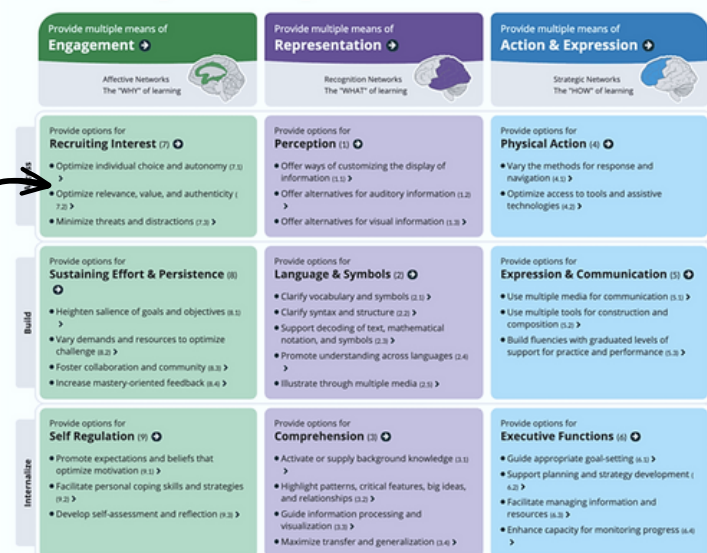 Provide multiple means of
Engagement
Affective Networks
The "WHY" of learning
Provide multiple means of
Representation
Recognition Networks
The "WHAT" of learning
Provide multiple means of
Action & Expression
Strategic Networks
The "HOW" of learning
Provide options for
Recruiting Interest (7)
• Optimize individual choice and autonomy (7.1)
• Optimize relevance, value, and authenticity (
7.2)
• Minimize threats and distractions (7.3)
Provide options for
Perception (1)
• Offer ways of customizing the display of
information (1.1)
• Offer alternatives for auditory information (1.2)
• Offer alternatives for visual information (1.3)
Provide options for
Physical Action (4)
• Vary the methods for response and
navigation (4.1)
• Optimize access to tools and assistive
technologies (4.2)
Build
Provide options for
Sustaining Effort & Persistence (8)
• Heighten salience of goals and objectives (8.1)
• Vary demands and resources to optimize
challenge (8.2)
• Foster collaboration and community (8.3)
• Increase mastery-oriented feedback (8.4)
Provide options for
Language & Symbols (2)
• Clarify vocabulary and symbols (2.1)
• Clarify syntax and structure (2.2)
• Support decoding of text, mathematical
notation, and symbols (2.3)
• Promote understanding across languages (2.4)
• Illustrate through multiple media (2.5)
Provide options for
Expression & Communication (5)
• Use multiple media for communication (5.1)
• Use multiple tools for construction and
composition (5.2)
• Build fluencies with graduated levels of
support for practice and performance (5.3)
Internalize
Provide options for
Self Regulation (9)
• Promote expectations and beliefs that
optimize motivation (9.1)
• Facilitate personal coping skills and strategies
(9.2)
• Develop self-assessment and reflection (9.3)
Provide options for
Comprehension (3)
• Activate or supply background knowledge (3.1)
• Highlight patterns, critical features, big ideas,
and relationships (3.2)
• Guide information processing and
visualization (3.3)
• Maximize transfer and generalization (3.4)
Provide options for
Executive Functions (6)
• Guide appropriate goal-setting (6.1)
• Support planning and strategy development (
6.2)
• Facilitate managing information and
resources (6.3)
• Enhance capacity for monitoring progress (6.4)